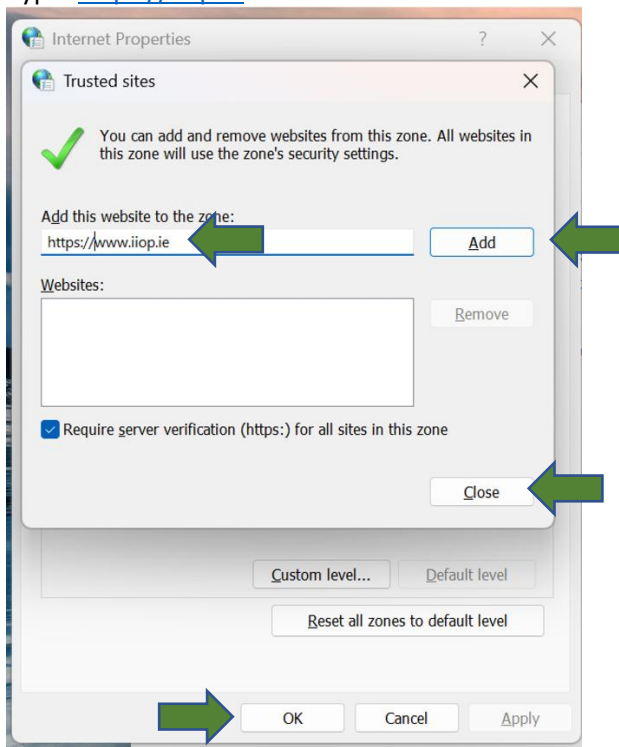 Internet Properties ? ×
Trusted sites ×
You can add and remove websites from this zone. All websites in
this zone will use the zone's security settings.
Add this website to the zone:
https://www.iiop.ie
Add
Websites:
Remove
Require server verification (https:) for all sites in this zone
Close
Custom level...
Default level
Reset all zones to default level
OK
Cancel
Apply